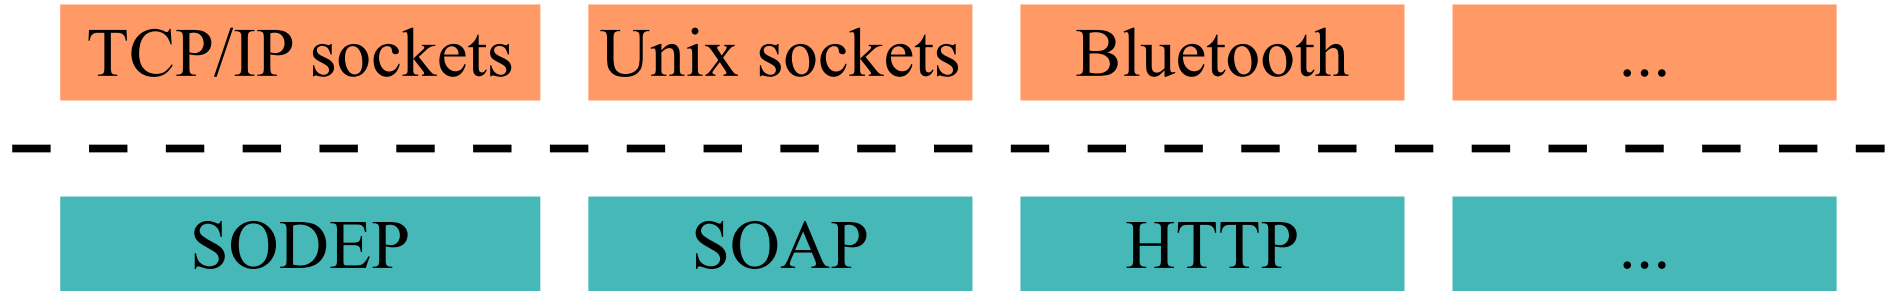 TCP/IP sockets Unix sockets Bluetooth ...
SODEP SOAP HTTP ...